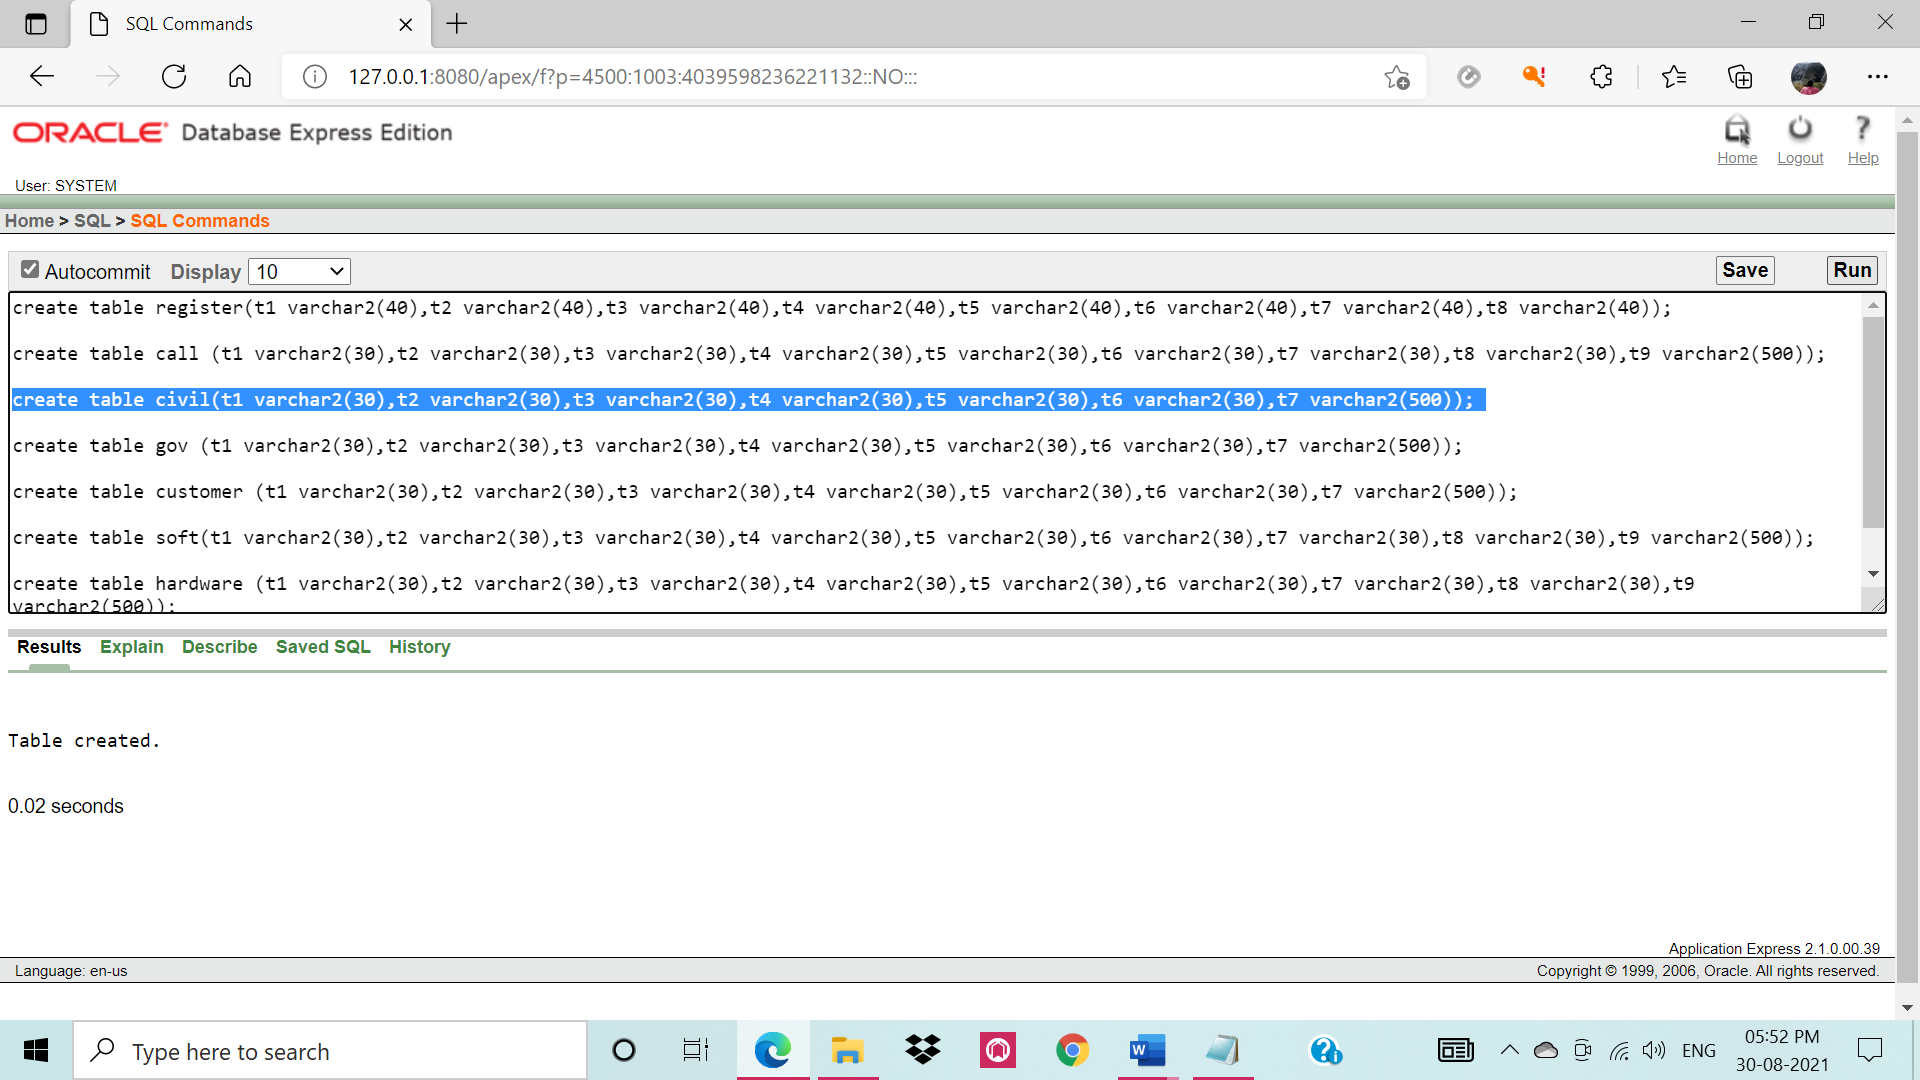 SQL Commands
127.0.0.1:8080/apex/f?p=4500:1003:4039598236221132::NO:::
ORACLE Database Express Edition
Home Logout Help
User: SYSTEM
Home > SQL > SQL Commands
Autocommit Display 10 Save Run
create table register(t1 varchar2(40),t2 varchar2(40),t3 varchar2(40),t4 varchar2(40),t5 varchar2(40),t6 varchar2(40),t7 varchar2(40),t8 varchar2(40));
create table call (t1 varchar2(30),t2 varchar2(30),t3 varchar2(30),t4 varchar2(30),t5 varchar2(30),t6 varchar2(30),t7 varchar2(30),t8 varchar2(30),t9 varchar2(500));
create table civil(t1 varchar2(30),t2 varchar2(30),t3 varchar2(30),t4 varchar2(30),t5 varchar2(30),t6 varchar2(30),t7 varchar2(500));
create table gov (t1 varchar2(30),t2 varchar2(30),t3 varchar2(30),t4 varchar2(30),t5 varchar2(30),t6 varchar2(30),t7 varchar2(500));
create table customer (t1 varchar2(30),t2 varchar2(30),t3 varchar2(30),t4 varchar2(30),t5 varchar2(30),t6 varchar2(30),t7 varchar2(500));
create table soft(t1 varchar2(30),t2 varchar2(30),t3 varchar2(30),t4 varchar2(30),t5 varchar2(30),t6 varchar2(30),t7 varchar2(30),t8 varchar2(30),t9 varchar2(500));
create table hardware (t1 varchar2(30),t2 varchar2(30),t3 varchar2(30),t4 varchar2(30),t5 varchar2(30),t6 varchar2(30),t7 varchar2(30),t8 varchar2(30),t9
varchar2(500));
Results Explain Describe Saved SQL History
Table created.
0.02 seconds
Application Express 2.1.0.00.39
Language: en-us Copyright © 1999, 2006, Oracle. All rights reserved.
Type here to search
ENG
05:52 PM
30-08-2021